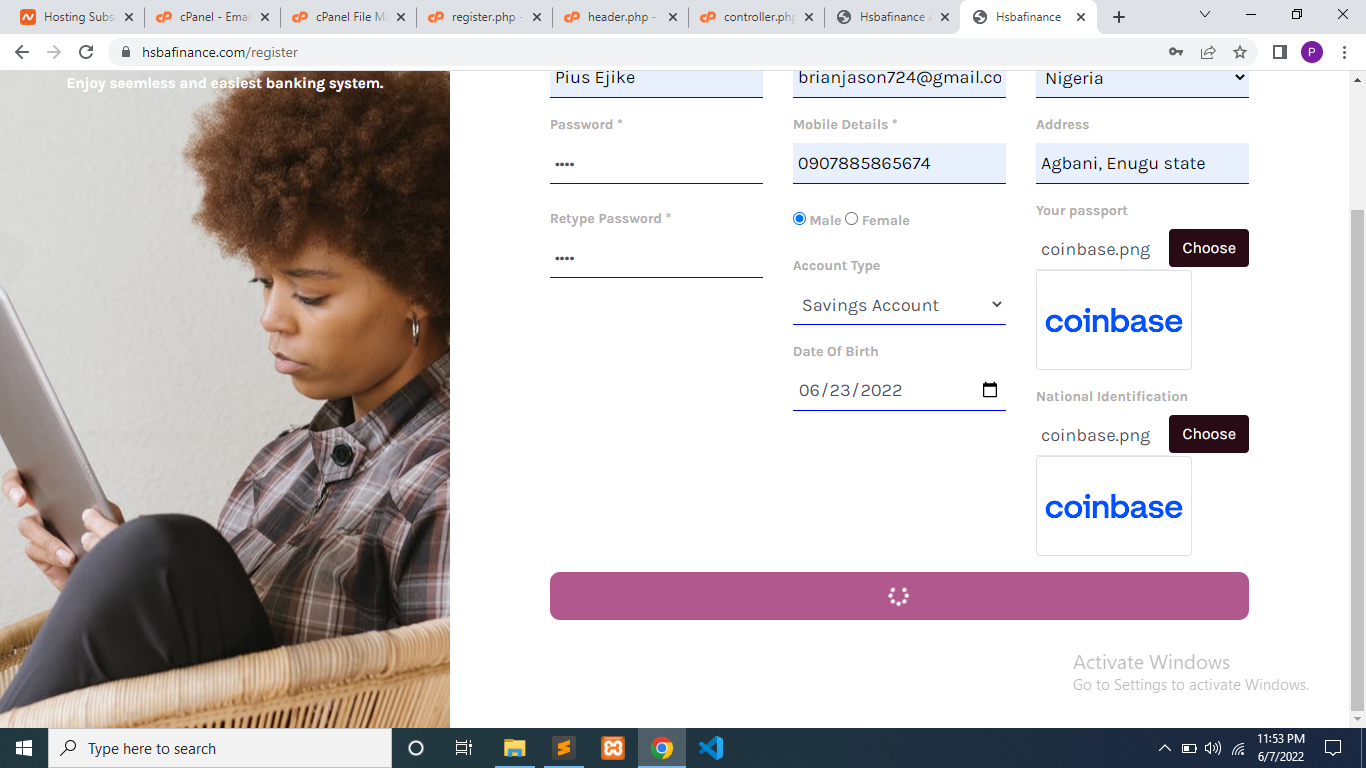 Hosting Subs
cPanel - Emai
cPanel File Ma
register.php -
header.php -
controller.php
Hsbafinance A
Hsbafinance
hsbafinance.com/register
P
Enjoy seemless and easiest banking system.
Pius Ejike
brianjason724@gmail.co
Nigeria
Password *
Mobile Details *
Address
••••
0907885865674
Agbani, Enugu state
Retype Password *
Male Female
Your passport
••••
coinbase.png Choose
Account Type
Savings Account
coinbase
Date Of Birth
06/23/2022
National Identification
coinbase.png Choose
coinbase
Activate Windows
Go to Settings to activate Windows.
Type here to search
11:53 PM
6/7/2022